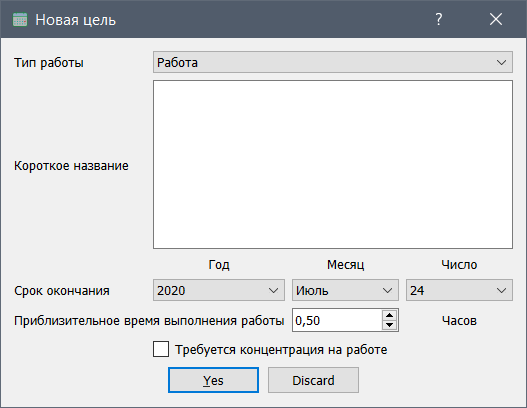 Новая цель
Тип работы Работа
Короткое название
Год Месяц Число
Срок окончания 2020 Июль 24
Приблизительное время выполнения работы 0,50 Часов
Требуется концентрация на работе
Yes Discard